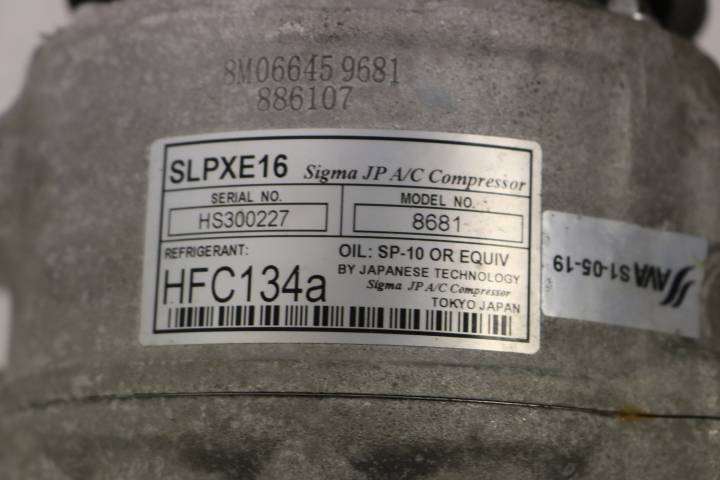 8M06645 9681
886107
SLPXE16 Sigma JP A/C Compressor
SERIAL NO.
HS300227
MODEL NO.
8681
REFRIGERANT:
HFC134a
OIL: SP-10 OR EQUIV
BY JAPANESE TECHNOLOGY
Sigma JP A/C Compressor
TOKYO JAPAN
AVA S1-05-19